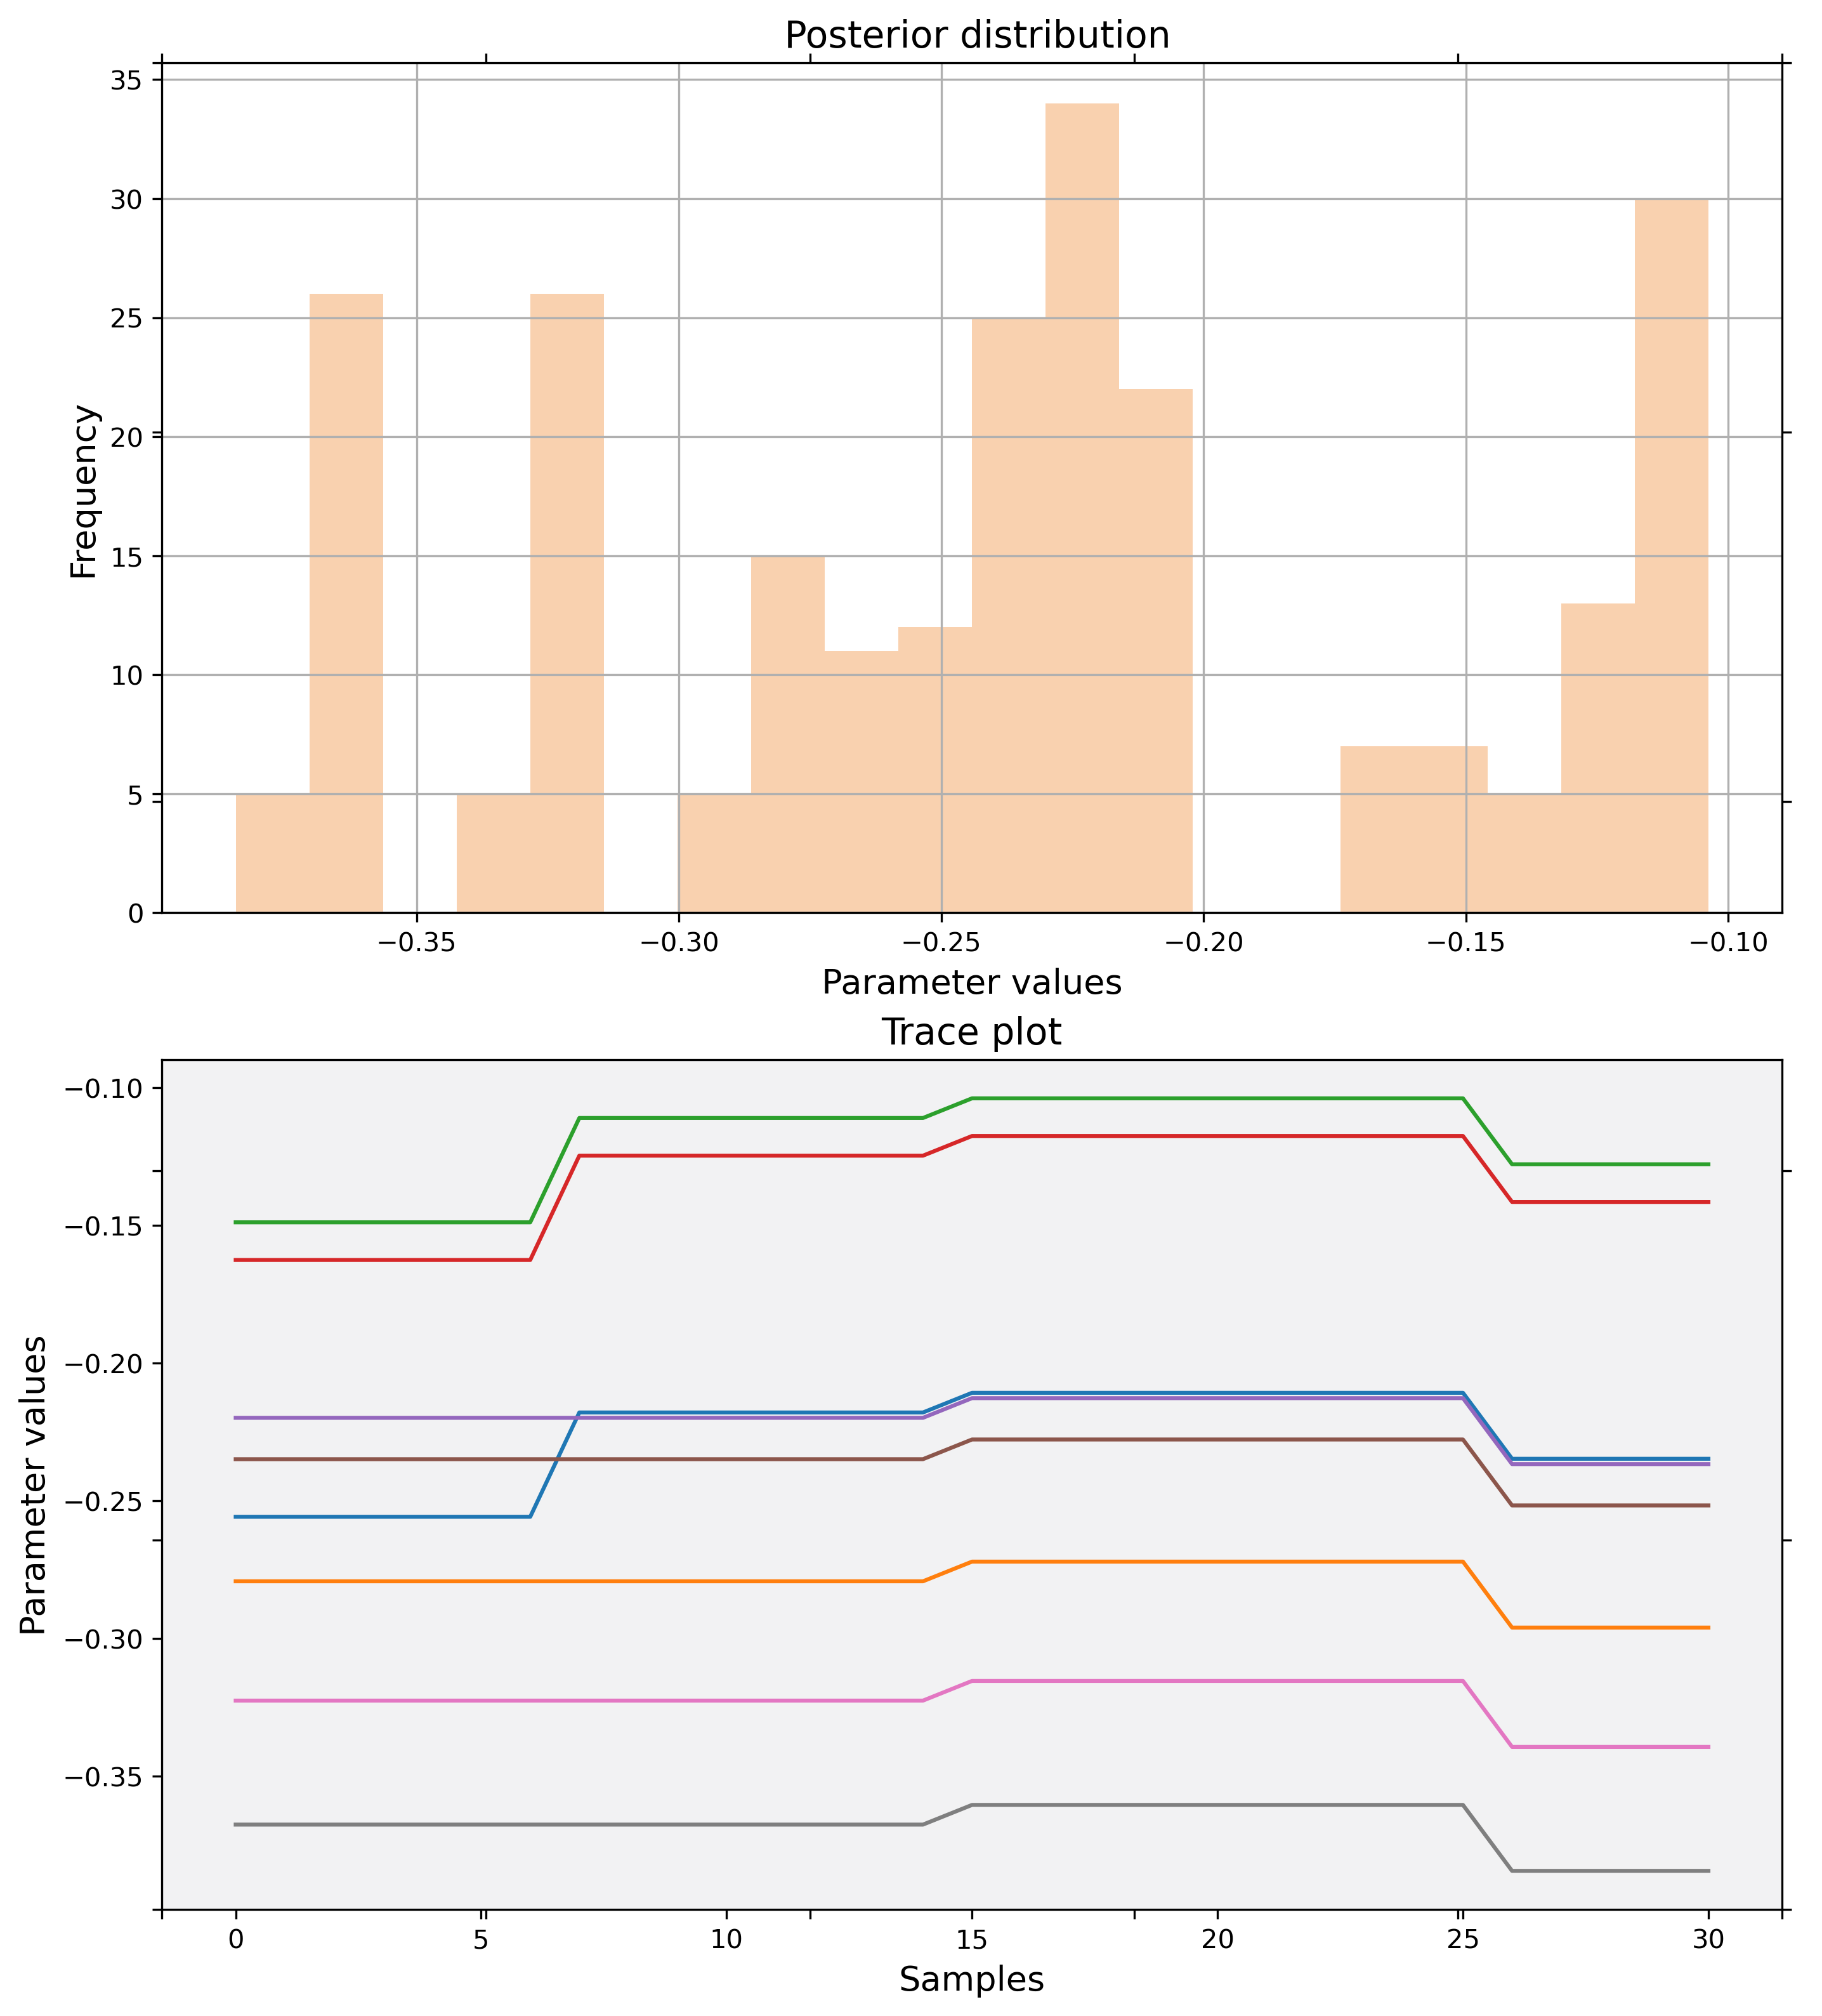 Posterior distribution
35
30
25
20
15
10
5
0
Frequency
−0.35 −0.30 −0.25 −0.20 −0.15 −0.10
Parameter values
Trace plot
−0.10
−0.15
−0.20
−0.25
−0.30
−0.35
Parameter values
0 5 10 15 20 25 30
Samples